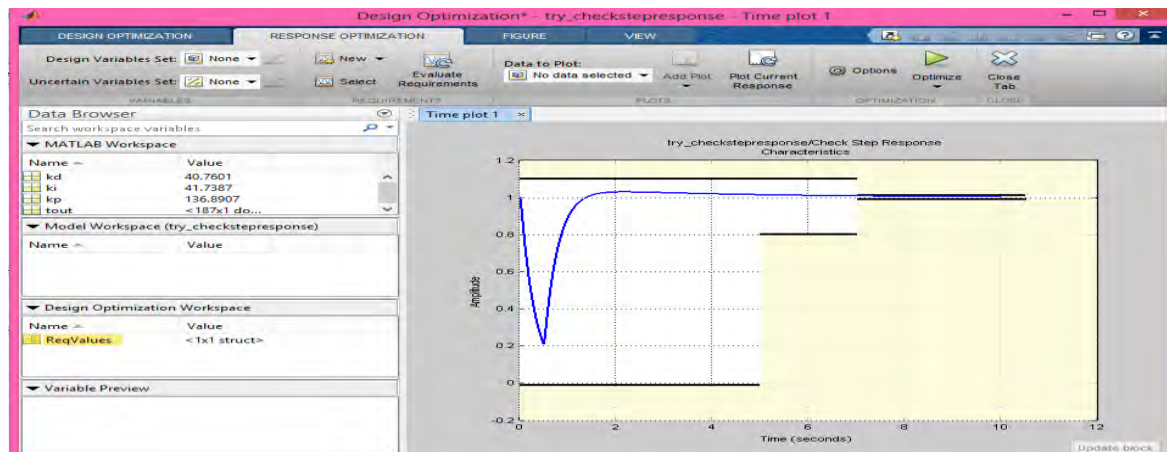 Design Optimization* - try_checkstepresponse - Time plot 1
DESIGN OPTIMIZATION RESPONSE OPTIMIZATION FIGURE VIEW
Design Variables Set: None New Data to Plot: Options Optimize Close Tab
Uncertain Variables Set: None Select Evaluate Requirements No data selected Add Plot Plot Current Response
VARIABLES REQUIREMENTS PLOTS OPTIMIZATION CLOSE
Data Browser
Time plot 1
Search workspace variables
MATLAB Workspace
Name Value
kd 40.7601
ki 41.7387
kp 136.8907
tout <187x1 do...
Model Workspace (try_checkstepresponse)
Name Value
Design Optimization Workspace
Name Value
ReqValues <1x1 struct>
Variable Preview
try_checkstepresponse/Check Step Response
Characteristics
1.2
1
0.8
0.6
0.4
0.2
0
-0.2
Amplitude
0 2 4 6 8 10 12
Time (seconds)
Update block